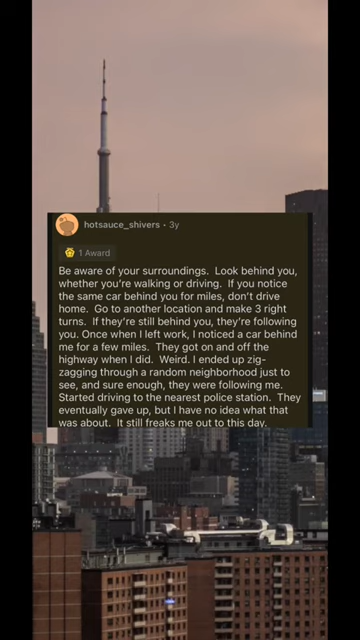 hotsauce_shivers • 3y
1 Award
Be aware of your surroundings. Look behind you,
whether you're walking or driving. If you notice
the same car behind you for miles, don't drive
home. Go to another location and make 3 right
turns. If they're still behind you, they're following
you. Once when I left work, I noticed a car behind
me for a few miles. They got on and off the
highway when I did. Weird. I ended up zig-
zagging through a random neighborhood just to
see, and sure enough, they were following me.
Started driving to the nearest police station. They
eventually gave up, but I have no idea what that
was about. It still freaks me out to this day.